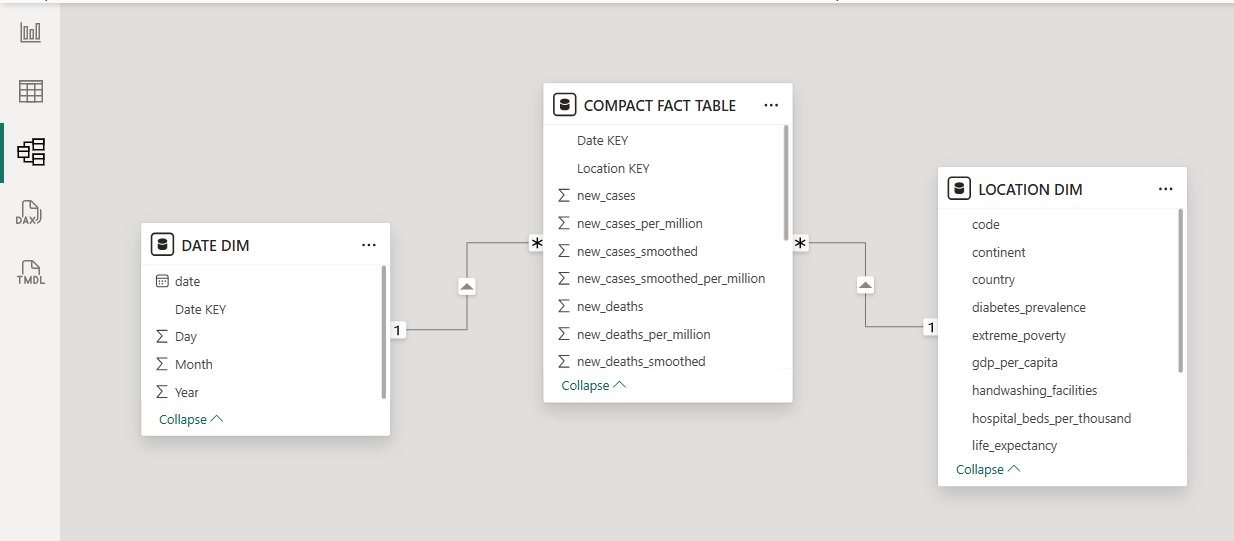 DAX
TMDL
DATE DIM
date
Date KEY
Day
Month
Year
Collapse
1
COMPACT FACT TABLE
Date KEY
Location KEY
new_cases
new_cases_per_million
new_cases_smoothed
new_cases_smoothed_per_million
new_deaths
new_deaths_per_million
new_deaths_smoothed
Collapse
*
*
1
LOCATION DIM
code
continent
country
diabetes_prevalence
extreme_poverty
gdp_per_capita
handwashing_facilities
hospital_beds_per_thousand
life_expectancy
Collapse